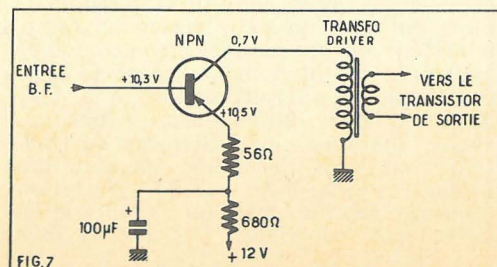 NPN
0,7 V
TRANSFO
DRIVER
ENTREE
B.F.
+10,3 V
+10,5 V
VERS LE
TRANSISTOR
DE SORTIE
56Ω
+
100µF
680Ω
+ 12 V
FIG.7